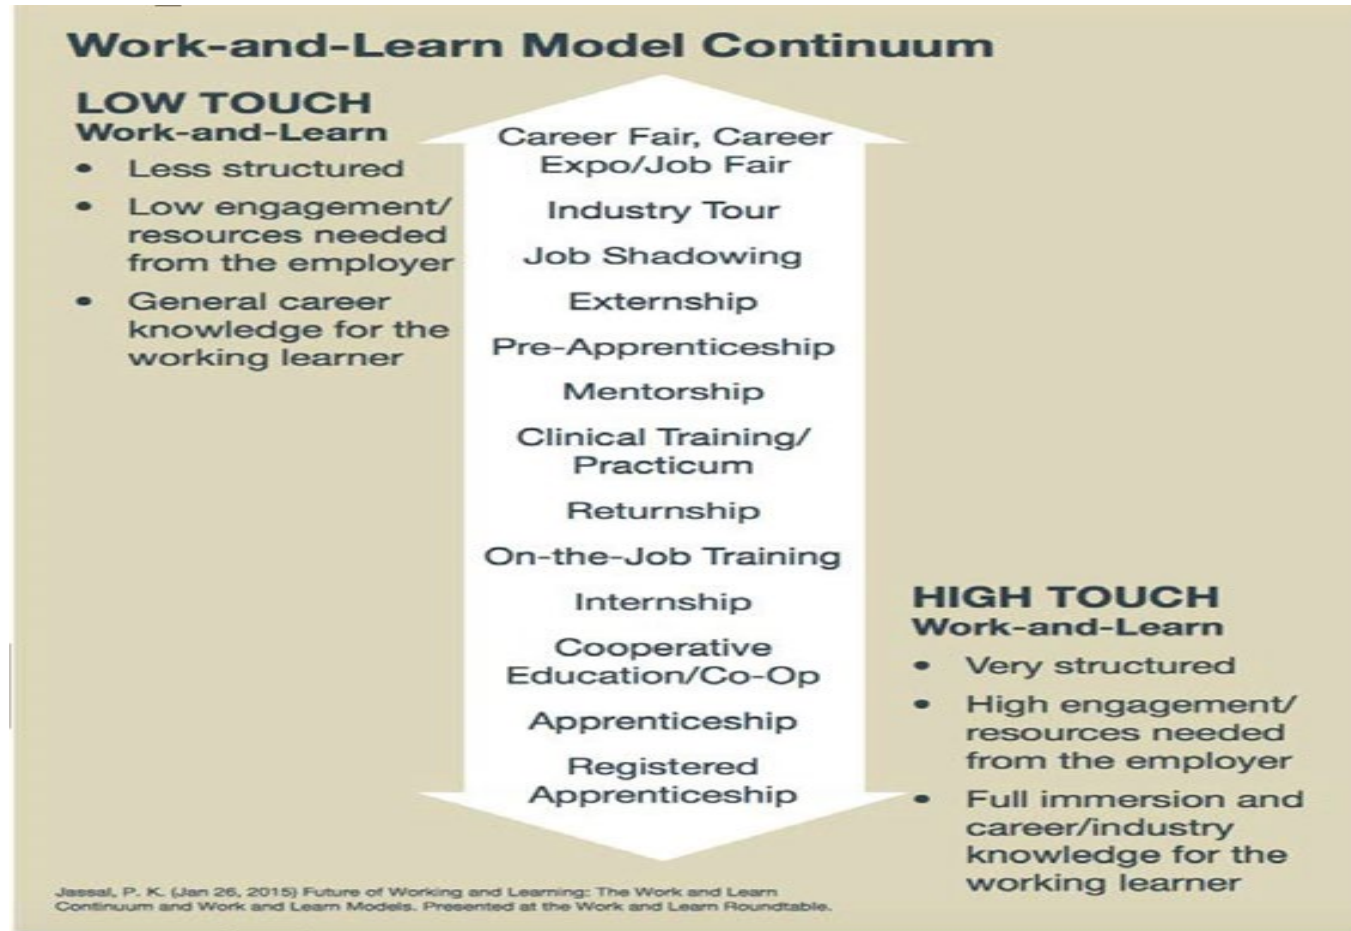 Work-and-Learn Model Continuum
LOW TOUCH
Work-and-Learn
• Less structured
• Low engagement/
resources needed
from the employer
• General career
knowledge for the
working learner
Career Fair, Career
Expo/Job Fair
Industry Tour
Job Shadowing
Externship
Pre-Apprenticeship
Mentorship
Clinical Training/
Practicum
Returnship
On-the-Job Training
Internship
Cooperative
Education/Co-Op
Apprenticeship
Registered
Apprenticeship
HIGH TOUCH
Work-and-Learn
• Very structured
• High engagement/
resources needed
from the employer
• Full immersion and
career/industry
knowledge for the
working learner
Jassal, P. K. (Jan 26, 2015) Future of Working and Learning: The Work and Learn
Continuum and Work and Learn Models. Presented at the Work and Learn Roundtable.